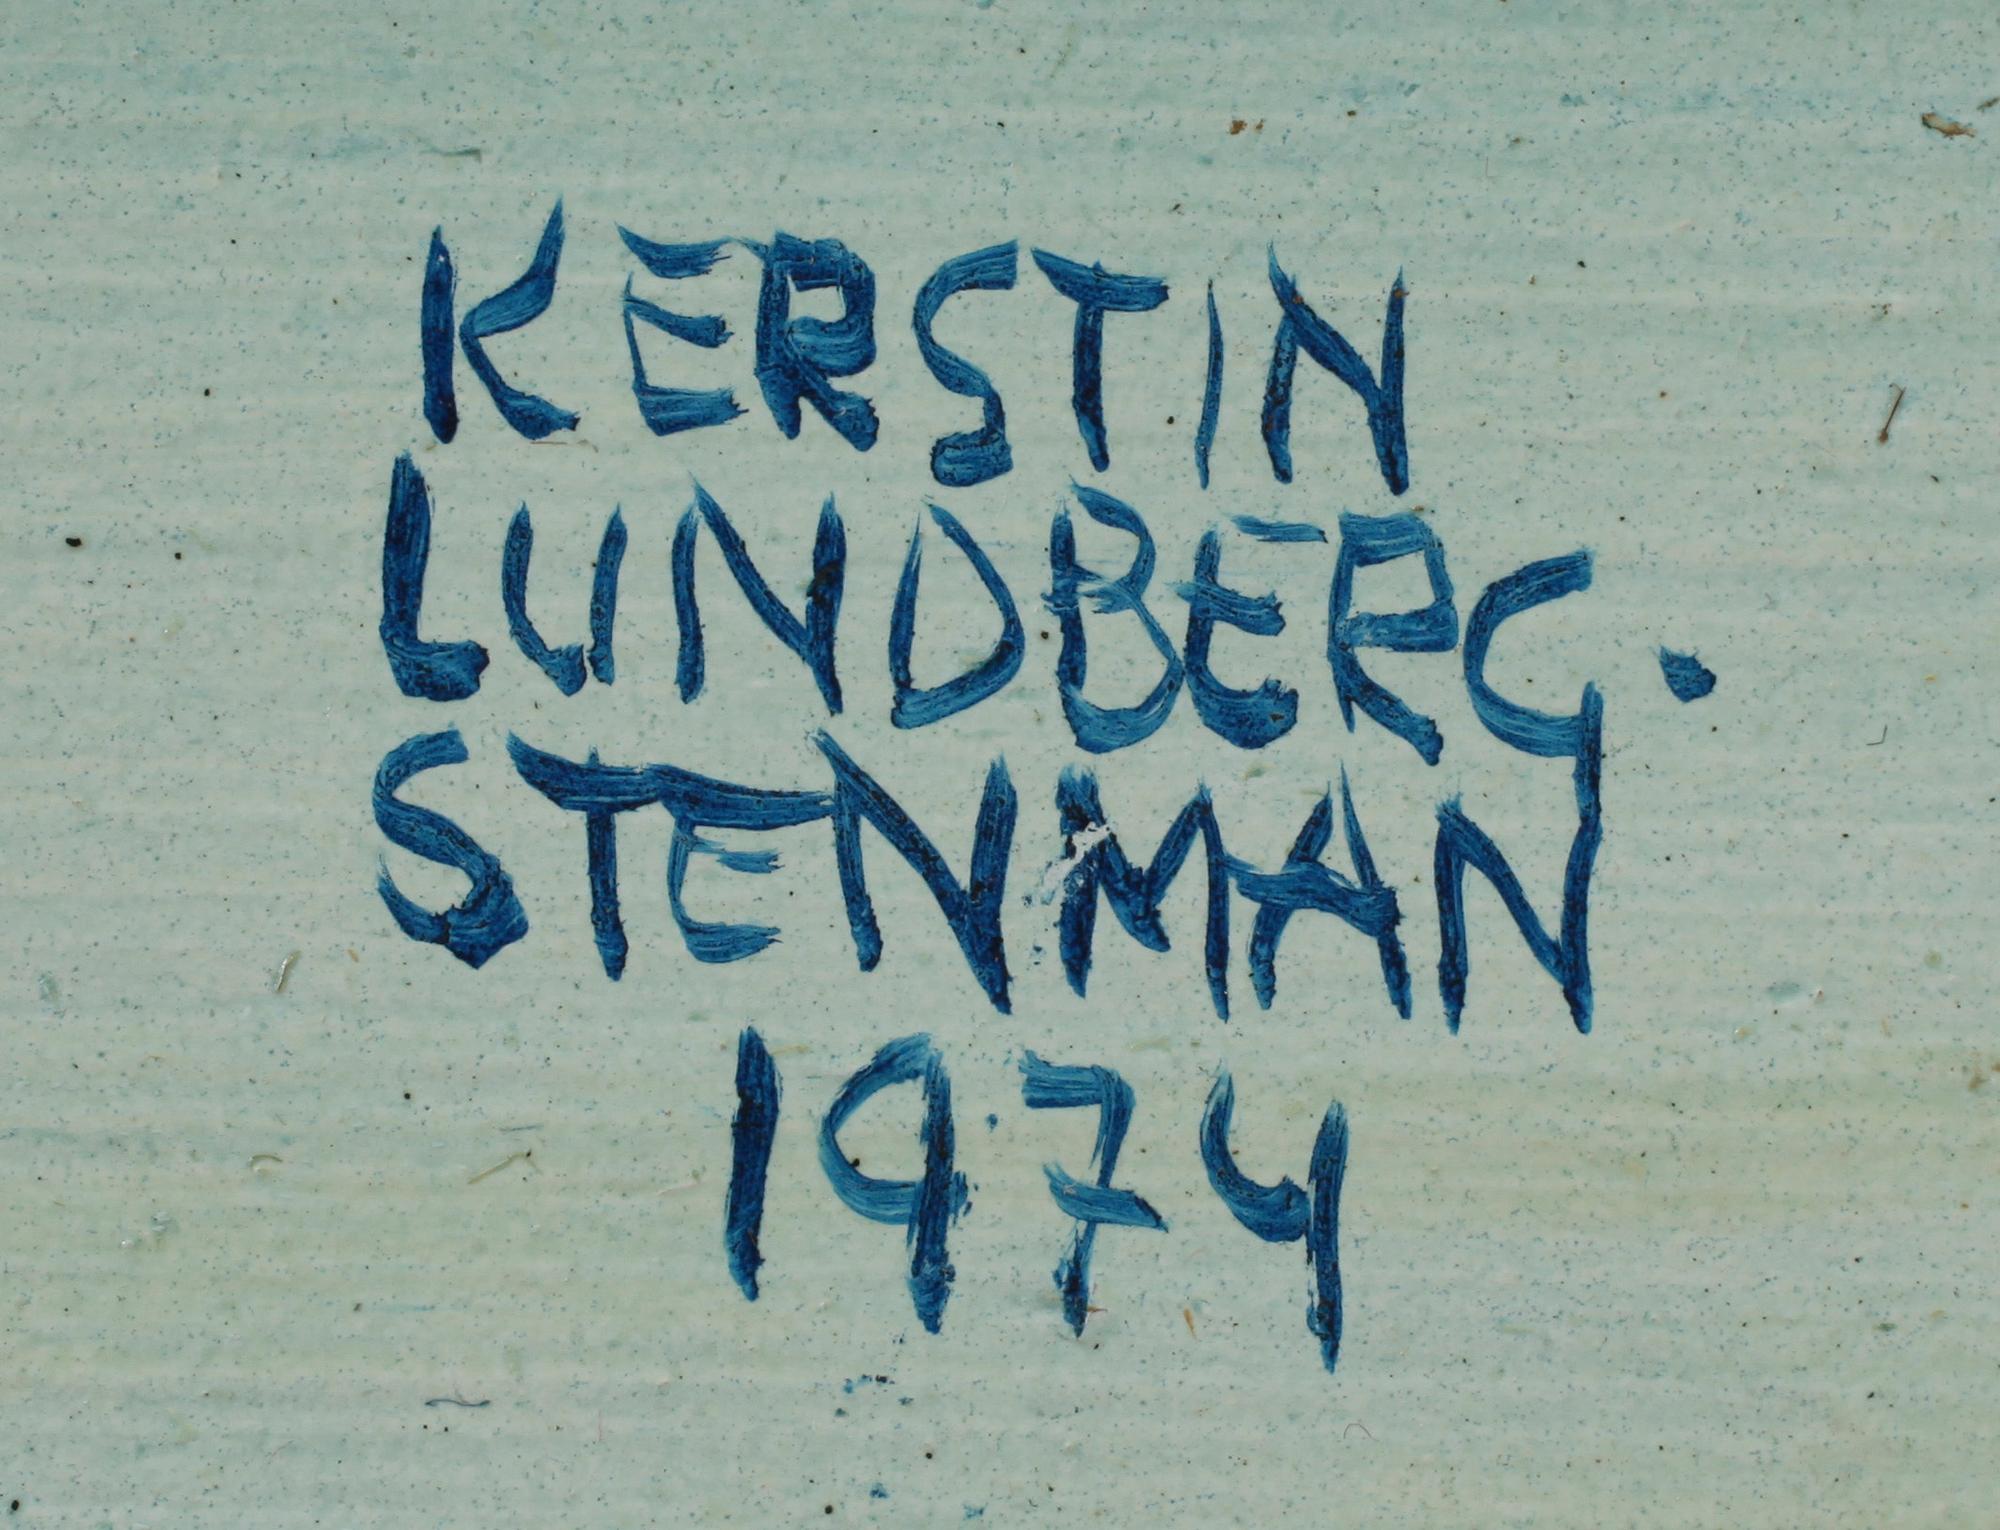 KERSTIN
LUNDBERG.
STENMAN
1974